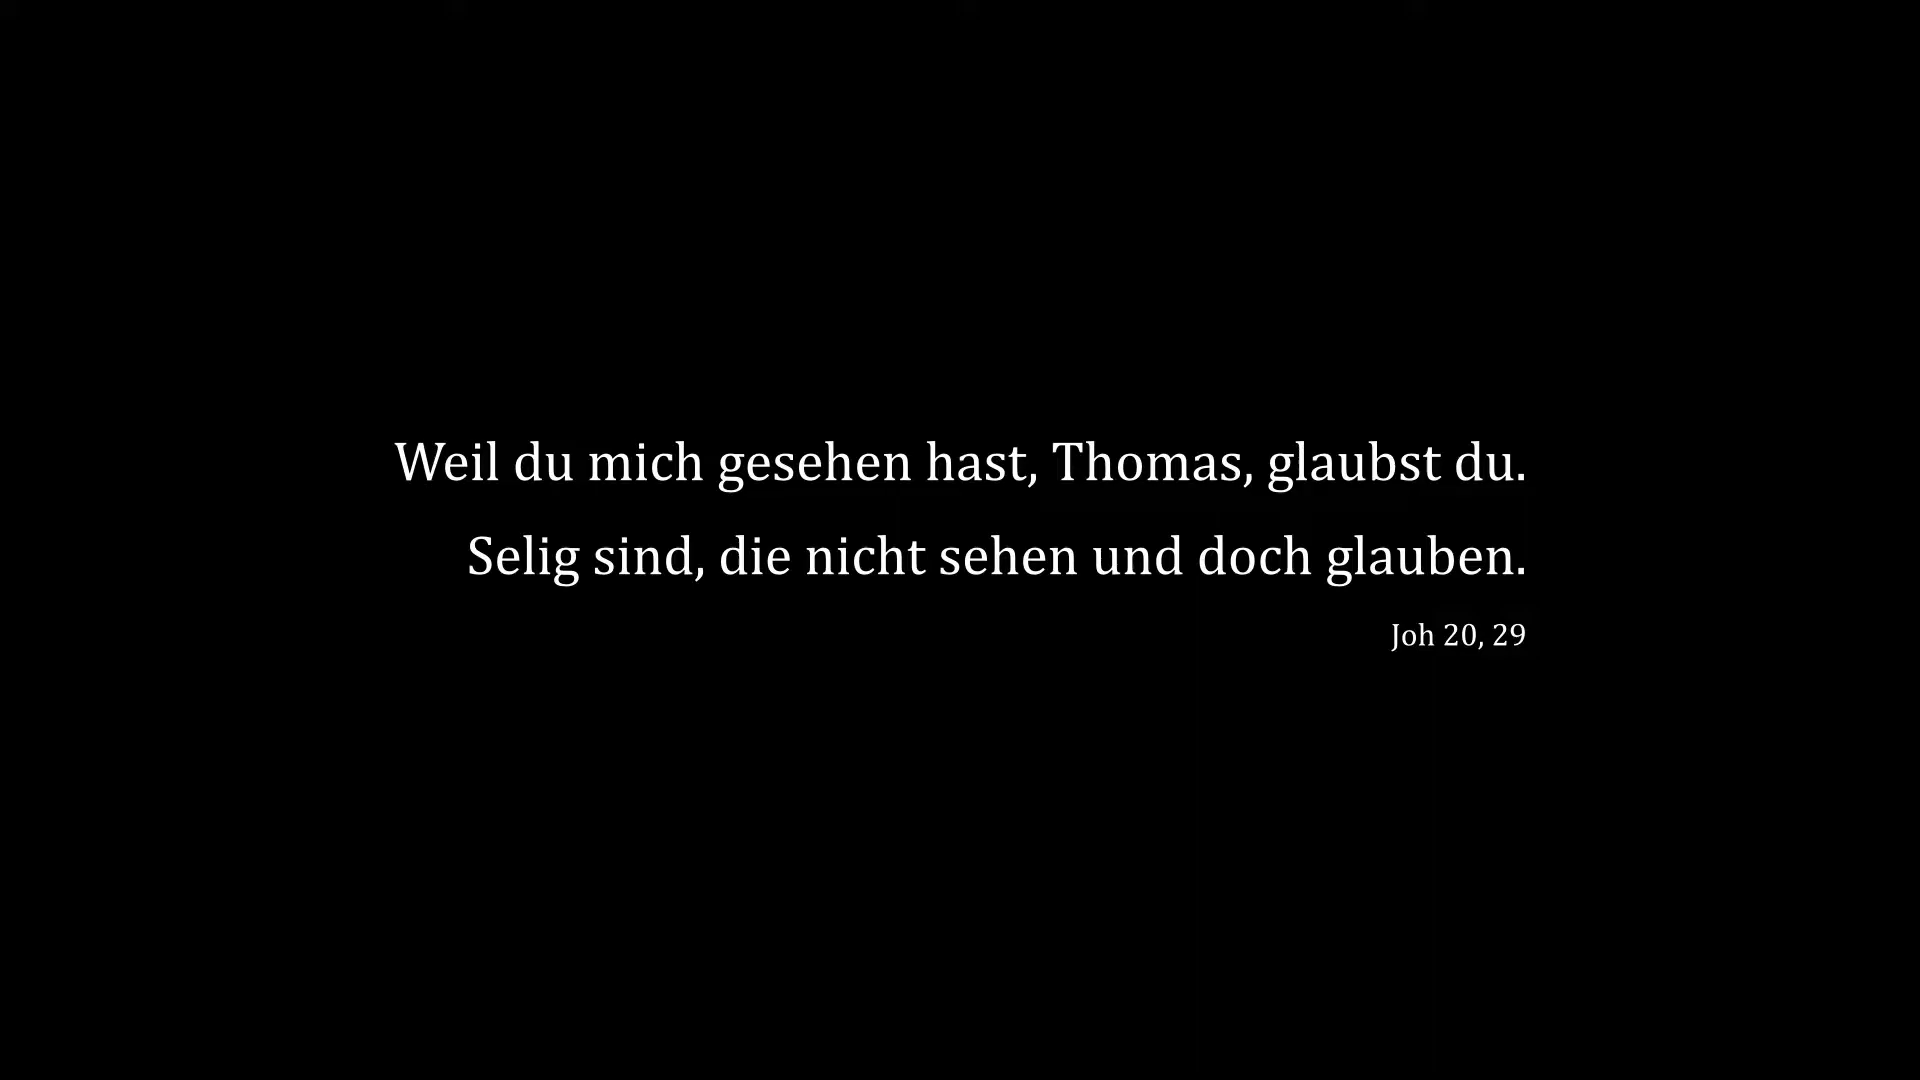 Weil du mich gesehen hast, Thomas, glaubst du.
Selig sind, die nicht sehen und doch glauben.
Joh 20, 29